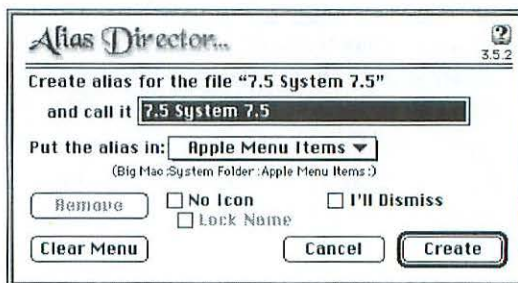 Alias Director...
?
3.5.2
Create alias for the file “7.5 System 7.5”
and call it 7.5 System 7.5
Put the alias in: Apple Menu Items ▼
(Big Mac:System Folder:Apple Menu Items:)
Remove No Icon I'll Dismiss
Lock Name
Clear Menu Cancel Create